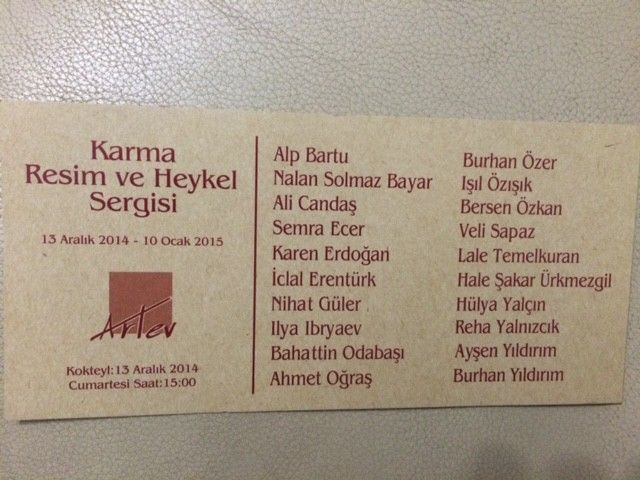 Karma
Resim ve Heykel
Sergisi
13 Aralık 2014 - 10 Ocak 2015
Artev
Kokteyl:13 Aralık 2014
Cumartesi Saat:15:00
Alp Bartu
Nalan Solmaz Bayar
Ali Candaş
Semra Ecer
Karen Erdoğan
İclal Erentürk
Nihat Güler
Ilya Ibryaev
Bahattin Odabaşı
Ahmet Oğraş
Burhan Özer
Işıl Özışık
Bersen Özkan
Veli Sapaz
Lale Temelkuran
Hale Şakar Ürkmezgil
Hülya Yalçın
Reha Yalnızcık
Ayşen Yıldırım
Burhan Yıldırım